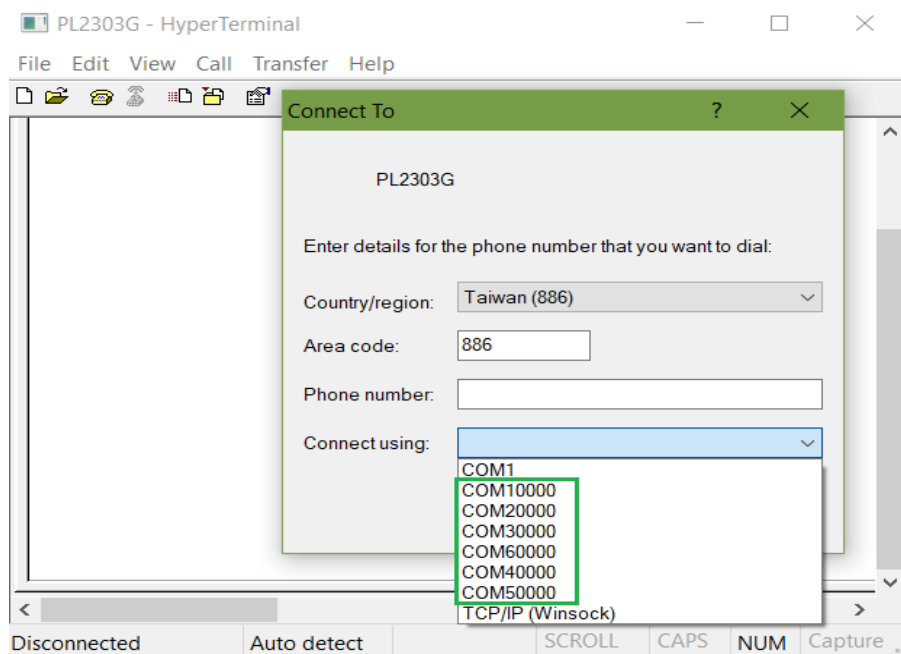 PL2303G - HyperTerminal
File Edit View Call Transfer Help
Connect To ?
PL2303G
Enter details for the phone number that you want to dial:
Country/region: Taiwan (886)
Area code: 886
Phone number:
Connect using:
COM1
COM10000
COM20000
COM30000
COM60000
COM40000
COM50000
TCP/IP (Winsock)
Disconnected Auto detect SCROLL CAPS NUM Capture